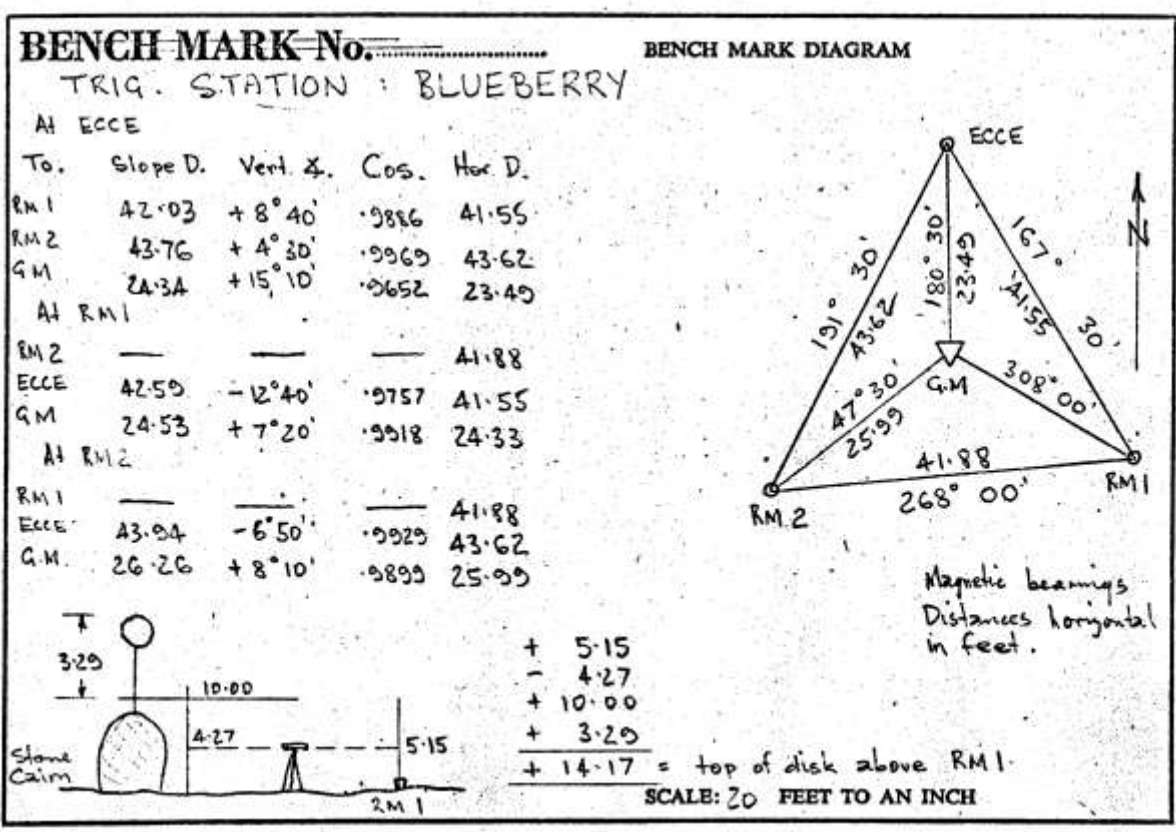 BENCH MARK No.
BENCH MARK DIAGRAM
TRIG. STATION : BLUEBERRY
At ECCE
To. Slope D. Vert. ∡. Cos. Hor. D.
RM 1 42·03 + 8° 40' ·9886 41·55
RM 2 43·76 + 4° 30' ·9969 43·62
GM 24·34 + 15° 10' ·9652 23·49
At RM 1
RM 2 — — — 41·88
ECCE 42·59 - 12° 40' ·9757 41·55
GM 24·53 + 7° 20' ·9918 24·33
At RM 2
RM 1 — — — 41·88
ECCE 43·94 - 6° 50' ·9929 43·62
G.M. 26·26 + 8° 10' ·9899 25·99
ECCE
N
191° 30'
43·62
180° 30'
23·49
167° 30'
41·55
G.M
47° 30'
25·99
308° 00'
41·88
268° 00'
RM 2
RM 1
Magnetic bearings
Distances horizontal
in feet.
3·29
10·00
4·27
5·15
Stone
Cairn
RM 1
+ 5·15
- 4·27
+ 10·00
+ 3·29
+ 14·17 = top of disk above RM 1.
SCALE: 20 FEET TO AN INCH